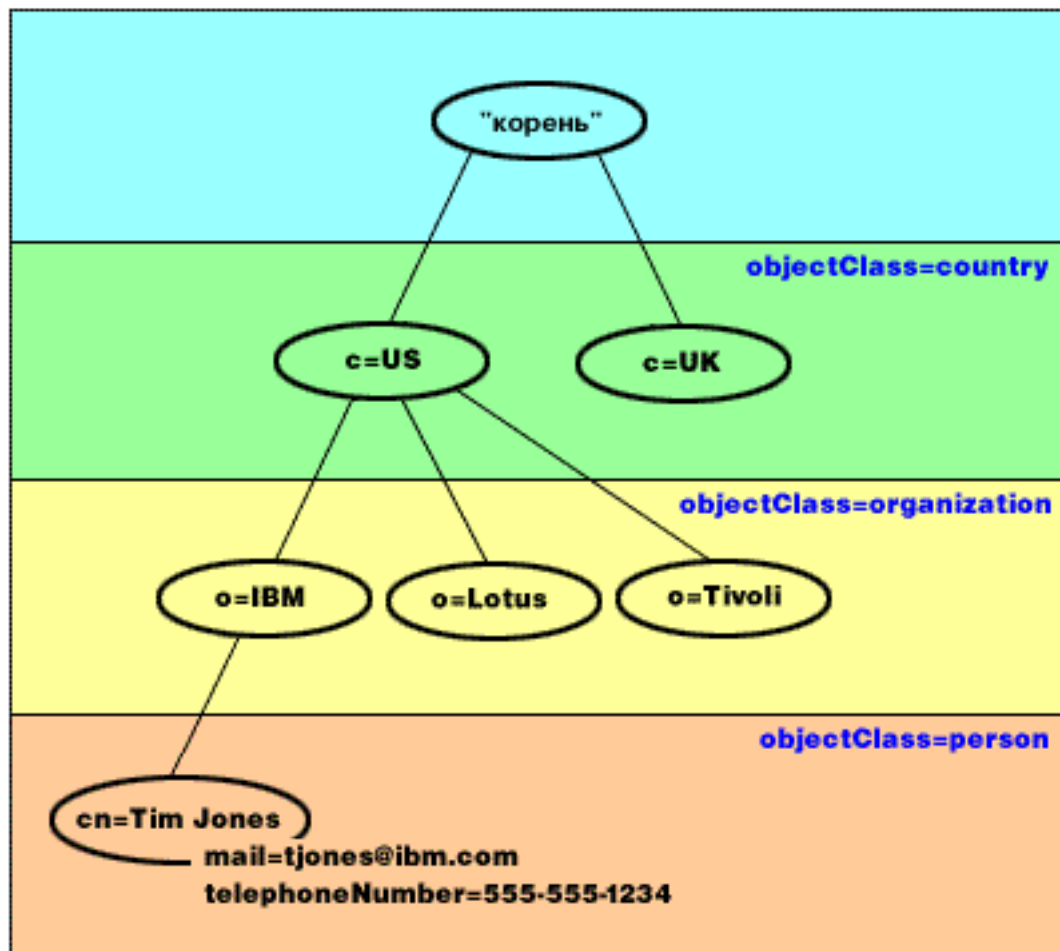 "корень"
objectClass=country
c=US
c=UK
objectClass=organization
o=IBM
o=Lotus
o=Tivoli
objectClass=person
cn=Tim Jones
mail=tjones@ibm.com
telephoneNumber=555-555-1234